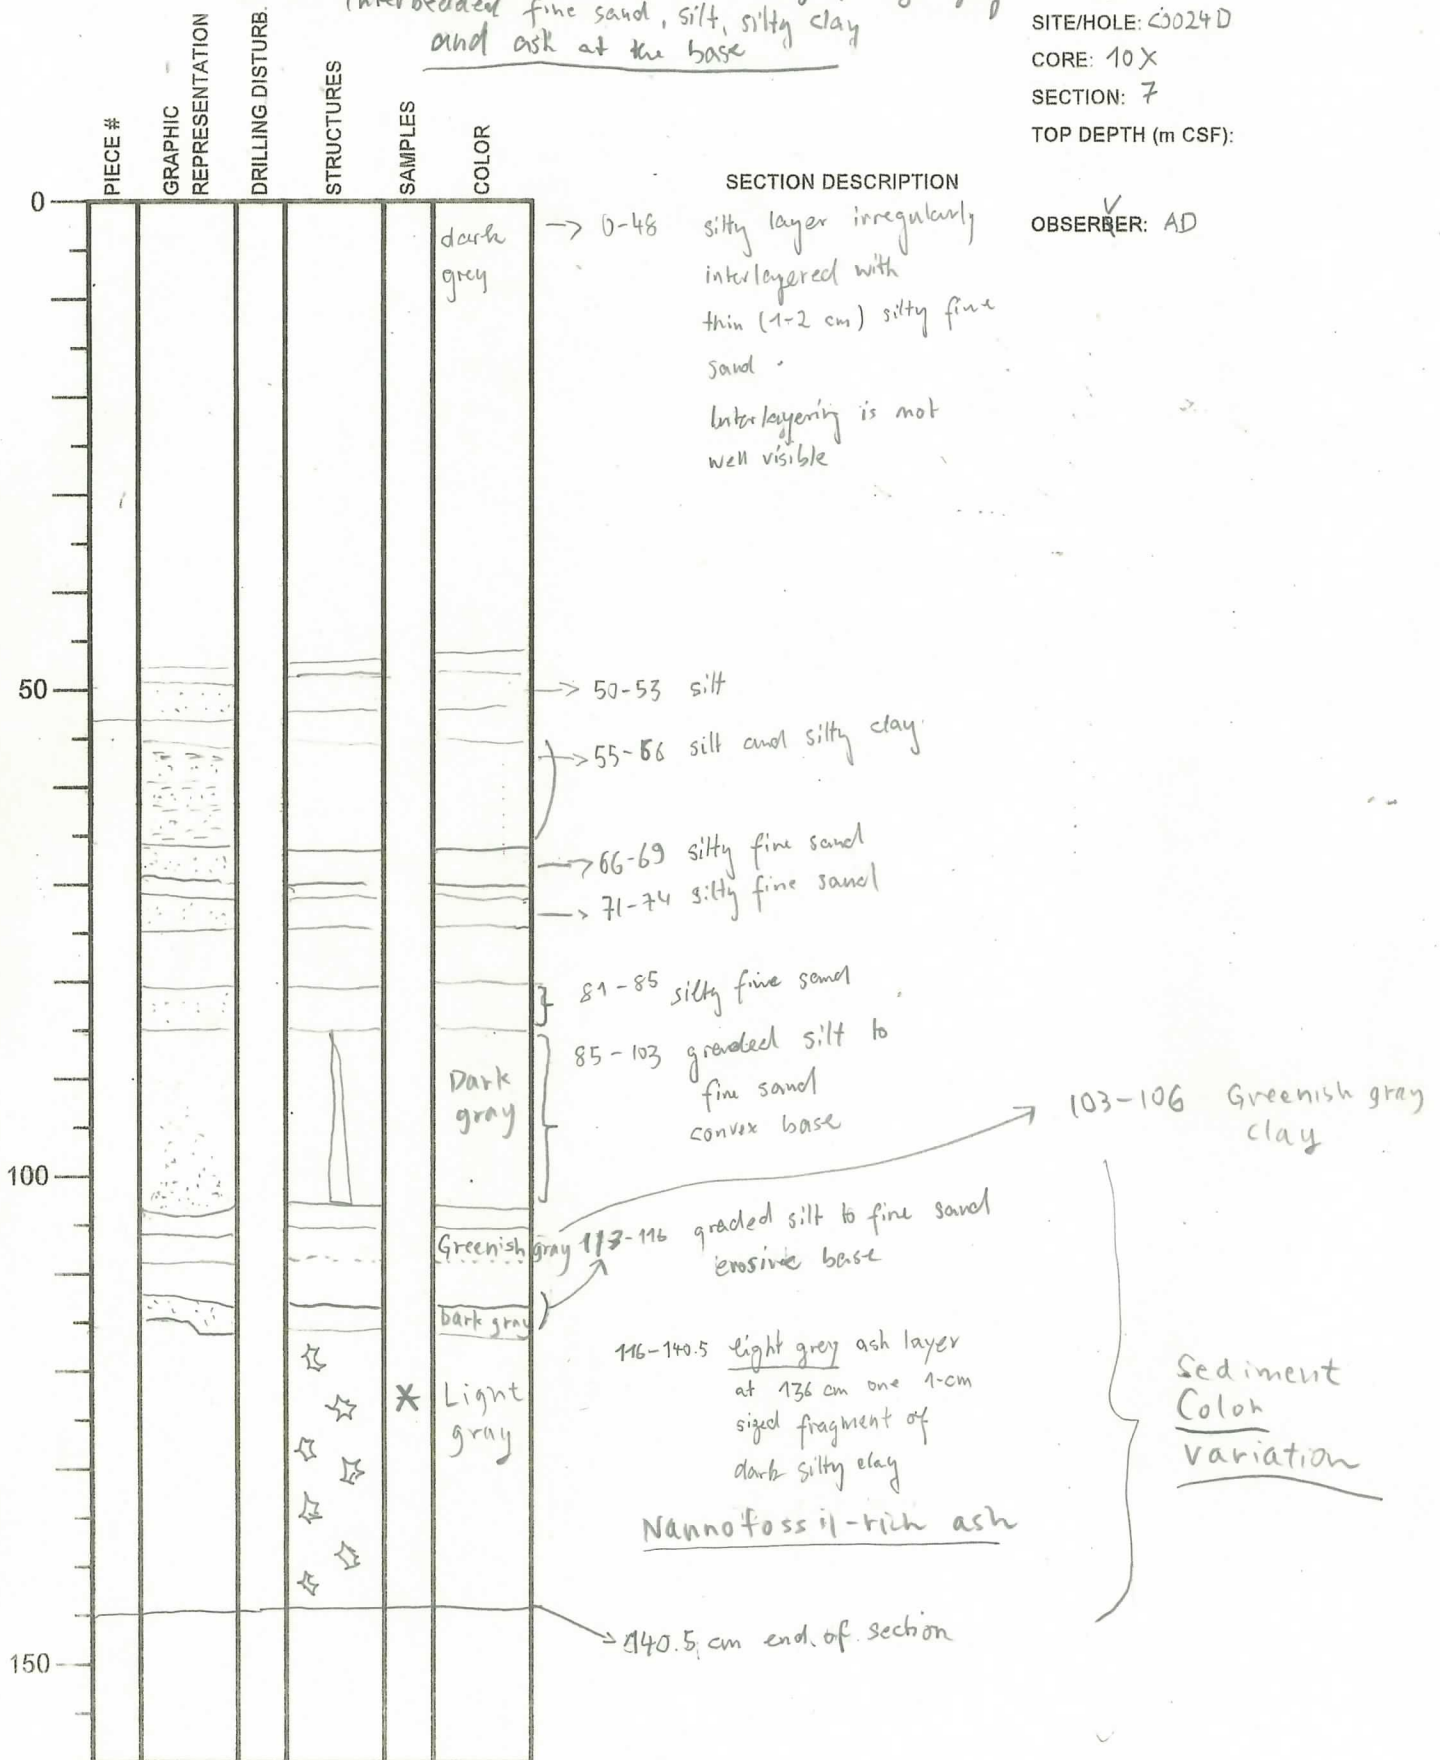 fine sand, silt, silty clay
and ash at the base
SITE/HOLE: C0024D
CORE: 10X
SECTION: 7
TOP DEPTH (m CSF):
OBSERVER: AD
PIECE #
GRAPHIC
REPRESENTATION
DRILLING DISTURB.
STRUCTURES
SAMPLES
COLOR
SECTION DESCRIPTION
0
dark
grey
0-48 silty layer irregularly
interlayered with
thin (1-2 cm) silty fine
sand.
Interlayering is not
well visible
50
50-53 silt
55-66 silt and silty clay
66-69 silty fine sand
71-74 silty fine sand
81-85 silty fine sand
85-103 graded silt to
fine sand
convex base
Dark
gray
103-106 Greenish gray
clay
100
113-116 graded silt to fine sand
erosive base
Greenish gray
Dark gray
116-140.5 light grey ash layer
at 136 cm one 1-cm
sized fragment of
dark silty clay
*
Light
gray
Nannofossil-rich ash
Sediment
Color
variation
140.5 cm end of section
150